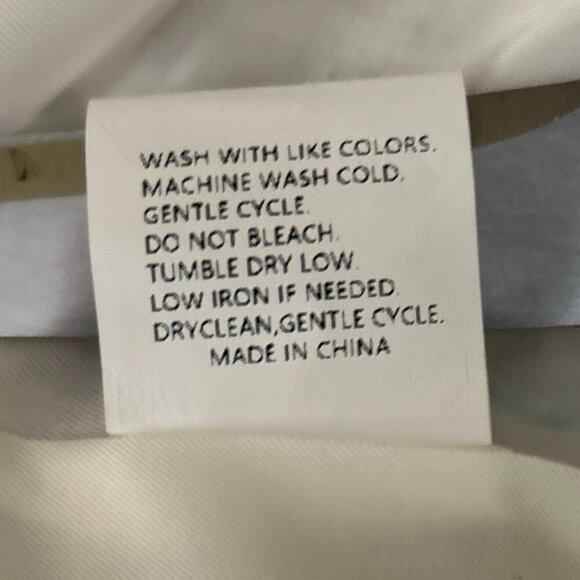 WASH WITH LIKE COLORS.
MACHINE WASH COLD.
GENTLE CYCLE.
DO NOT BLEACH.
TUMBLE DRY LOW.
LOW IRON IF NEEDED.
DRYCLEAN,GENTLE CYCLE.
MADE IN CHINA